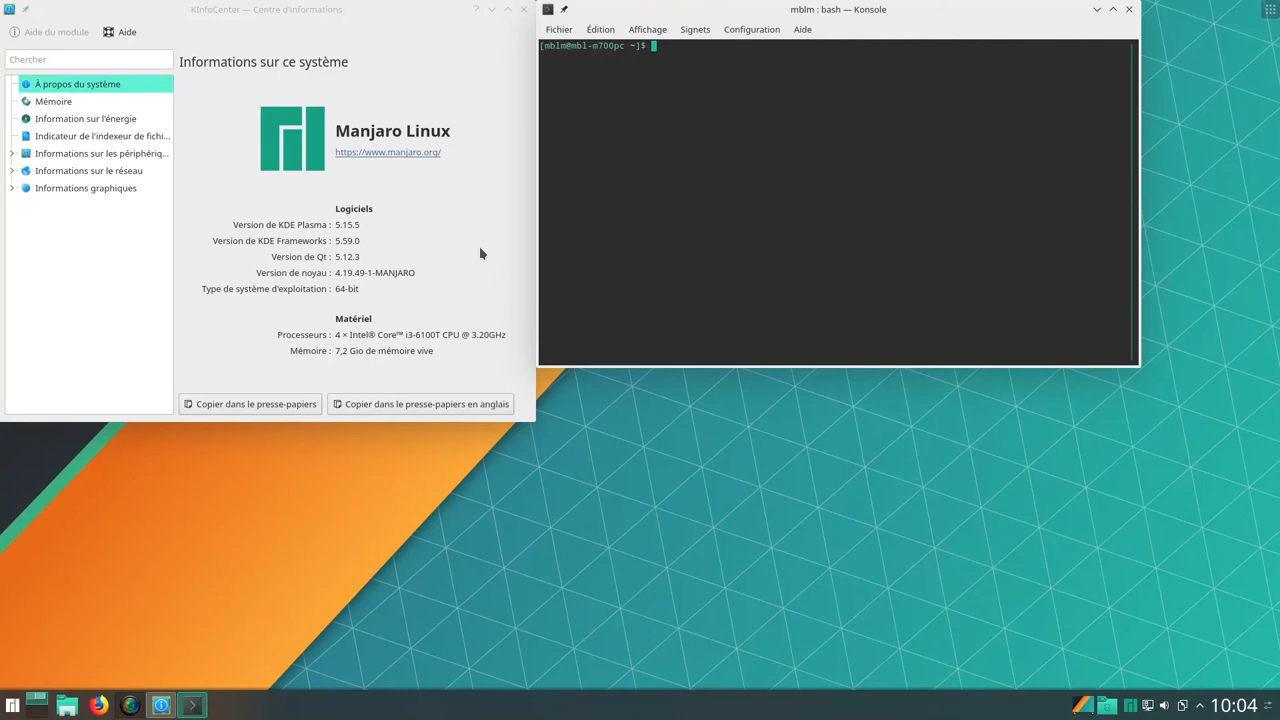 KInfoCenter — Centre d'informations
Aide du module
Aide
Chercher
À propos du système
Mémoire
Information sur l'énergie
Indicateur de l'indexeur de fichi...
Informations sur les périphériq...
Informations sur le réseau
Informations graphiques
Informations sur ce système
Manjaro Linux
https://www.manjaro.org/
Logiciels
Version de KDE Plasma : 5.15.5
Version de KDE Frameworks : 5.59.0
Version de Qt : 5.12.3
Version de noyau : 4.19.49-1-MANJARO
Type de système d'exploitation : 64-bit
Matériel
Processeurs : 4 × Intel® Core™ i3-6100T CPU @ 3.20GHz
Mémoire : 7,2 Gio de mémoire vive
Copier dans le presse-papiers
Copier dans le presse-papiers en anglais
mblm : bash — Konsole
Fichier Édition Affichage Signets Configuration Aide
[mblm@mbl-m700pc ~]$
10:04